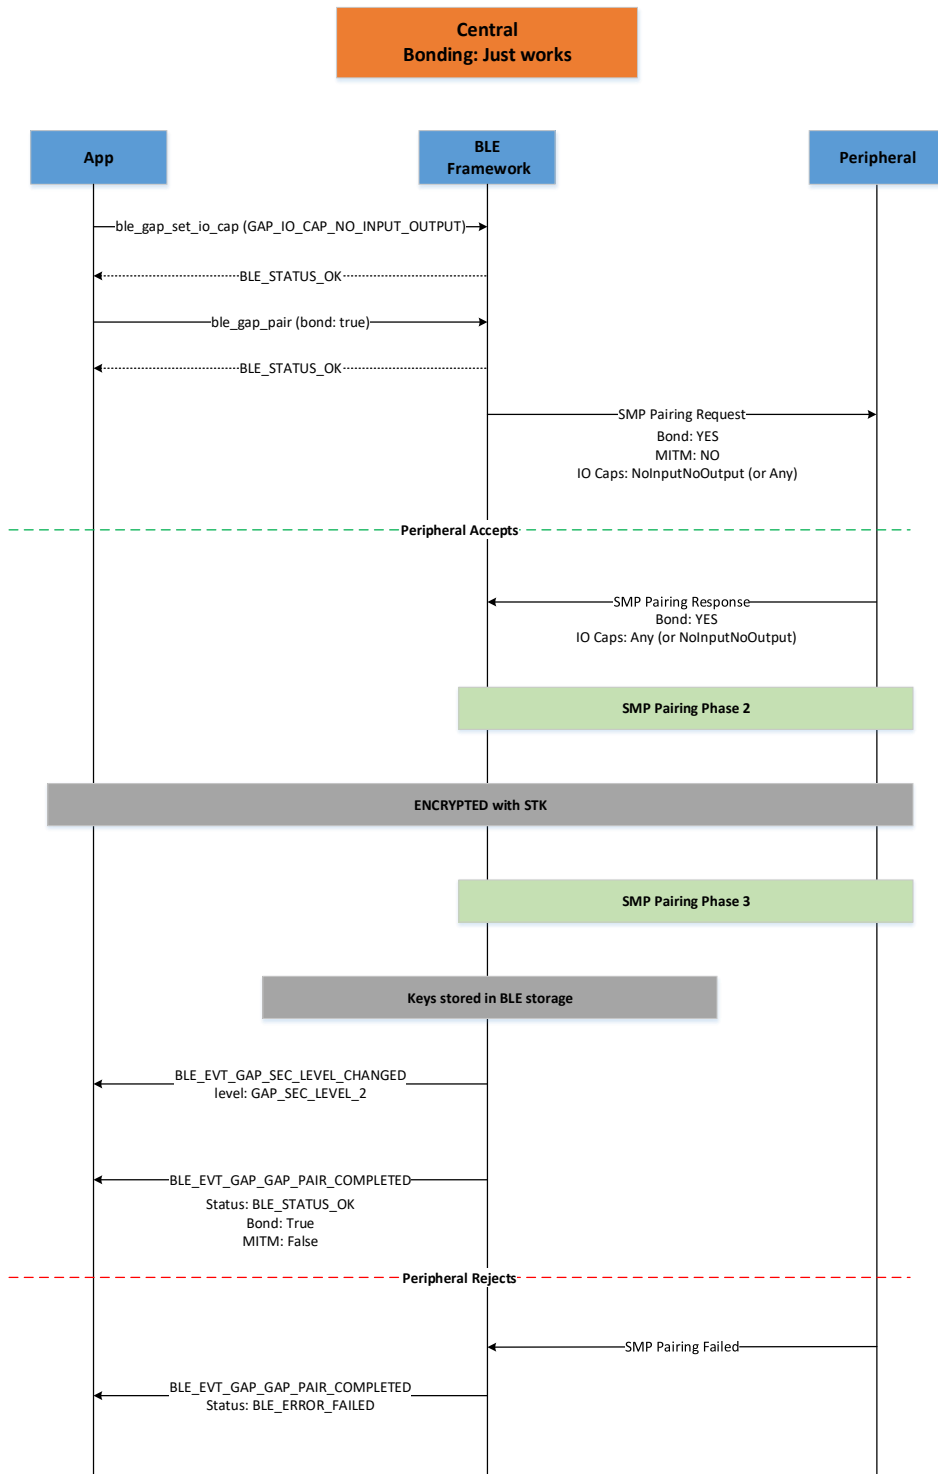 Central
Bonding: Just works
App
BLE
Framework
Peripheral
ble_gap_set_io_cap (GAP_IO_CAP_NO_INPUT_OUTPUT)
BLE_STATUS_OK
ble_gap_pair (bond: true)
BLE_STATUS_OK
SMP Pairing Request
Bond: YES
MITM: NO
IO Caps: NoInputNoOutput (or Any)
Peripheral Accepts
SMP Pairing Response
Bond: YES
IO Caps: Any (or NoInputNoOutput)
SMP Pairing Phase 2
ENCRYPTED with STK
SMP Pairing Phase 3
Keys stored in BLE storage
BLE_EVT_GAP_SEC_LEVEL_CHANGED
level: GAP_SEC_LEVEL_2
BLE_EVT_GAP_GAP_PAIR_COMPLETED
Status: BLE_STATUS_OK
Bond: True
MITM: False
Peripheral Rejects
SMP Pairing Failed
BLE_EVT_GAP_GAP_PAIR_COMPLETED
Status: BLE_ERROR_FAILED